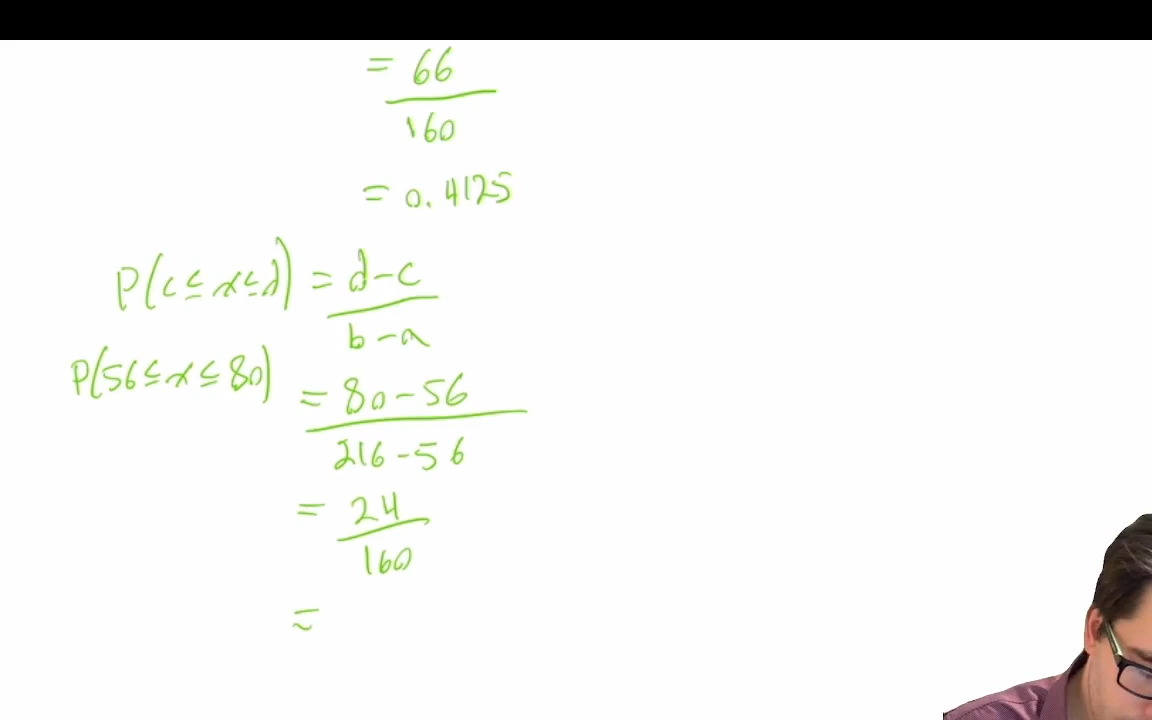 = 66
160
= 0.4125
P(c ≤ x ≤ d) = d - c
b - a
P(56 ≤ x ≤ 80)
= 80 - 56
216 - 56
= 24
160
=